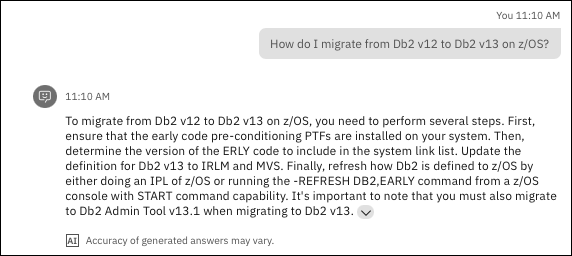 You 11:10 AM
How do I migrate from Db2 v12 to Db2 v13 on z/OS?
11:10 AM
To migrate from Db2 v12 to Db2 v13 on z/OS, you need to perform several steps. First,
ensure that the early code pre-conditioning PTFs are installed on your system. Then,
determine the version of the ERLY code to include in the system link list. Update the
definition for Db2 v13 to IRLM and MVS. Finally, refresh how Db2 is defined to z/OS by
either doing an IPL of z/OS or running the -REFRESH DB2,EARLY command from a z/OS
console with START command capability. It's important to note that you must also migrate
to Db2 Admin Tool v13.1 when migrating to Db2 v13.
AI Accuracy of generated answers may vary.